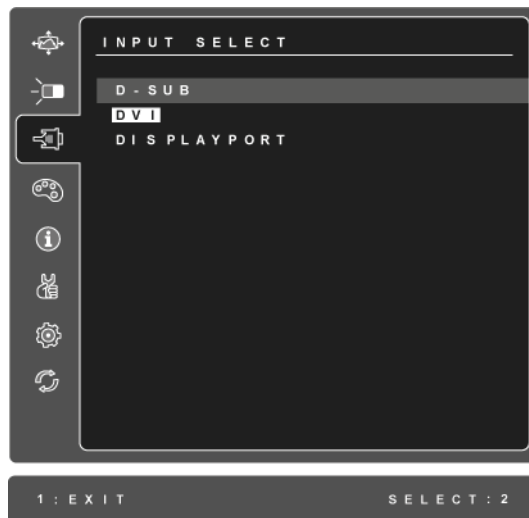 INPUT SELECT
D-SUB
DVI
DISPLAYPORT
1:EXIT SELECT:2